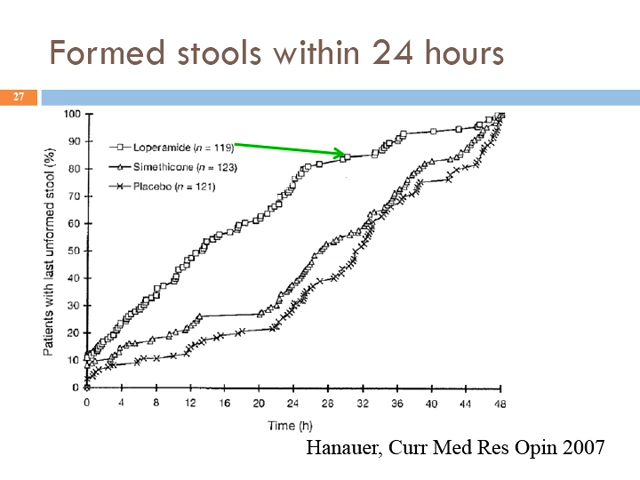 Formed stools within 24 hours
27
Patients with last unformed stool (%)
100
90
80
70
60
50
40
30
20
10
0
Loperamide (n = 119)
Simethicone (n = 123)
Placebo (n = 121)
0 4 8 12 16 20 24 28 32 36 40 44 48
Time (h)
Hanauer, Curr Med Res Opin 2007